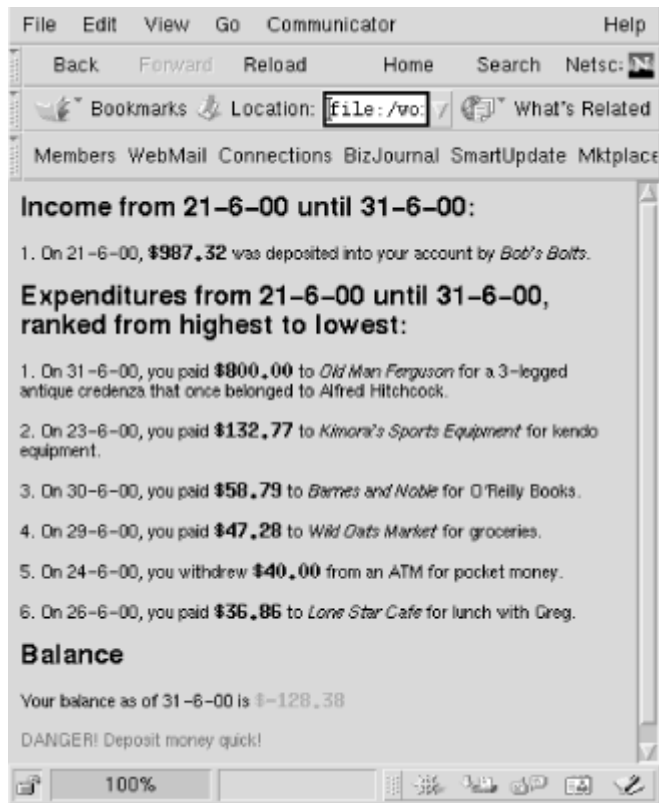 File Edit View Go Communicator Help
Back Forward Reload Home Search Netsc:
Bookmarks Location: file:/wo: What's Related
Members WebMail Connections BizJournal SmartUpdate Mktplace
Income from 21-6-00 until 31-6-00:
1. On 21-6-00, $987.32 was deposited into your account by Bob's Bolts.
Expenditures from 21-6-00 until 31-6-00,
ranked from highest to lowest:
1. On 31-6-00, you paid $800.00 to Old Man Ferguson for a 3-legged
antique credenza that once belonged to Alfred Hitchcock.
2. On 23-6-00, you paid $132.77 to Kimora's Sports Equipment for kendo
equipment.
3. On 30-6-00, you paid $58.79 to Barnes and Noble for O'Reilly Books.
4. On 29-6-00, you paid $47.28 to Wild Oats Market for groceries.
5. On 24-6-00, you withdrew $40.00 from an ATM for pocket money.
6. On 26-6-00, you paid $36.86 to Lone Star Cafe for lunch with Greg.
Balance
Your balance as of 31-6-00 is $-128.38
DANGER! Deposit money quick!
100%